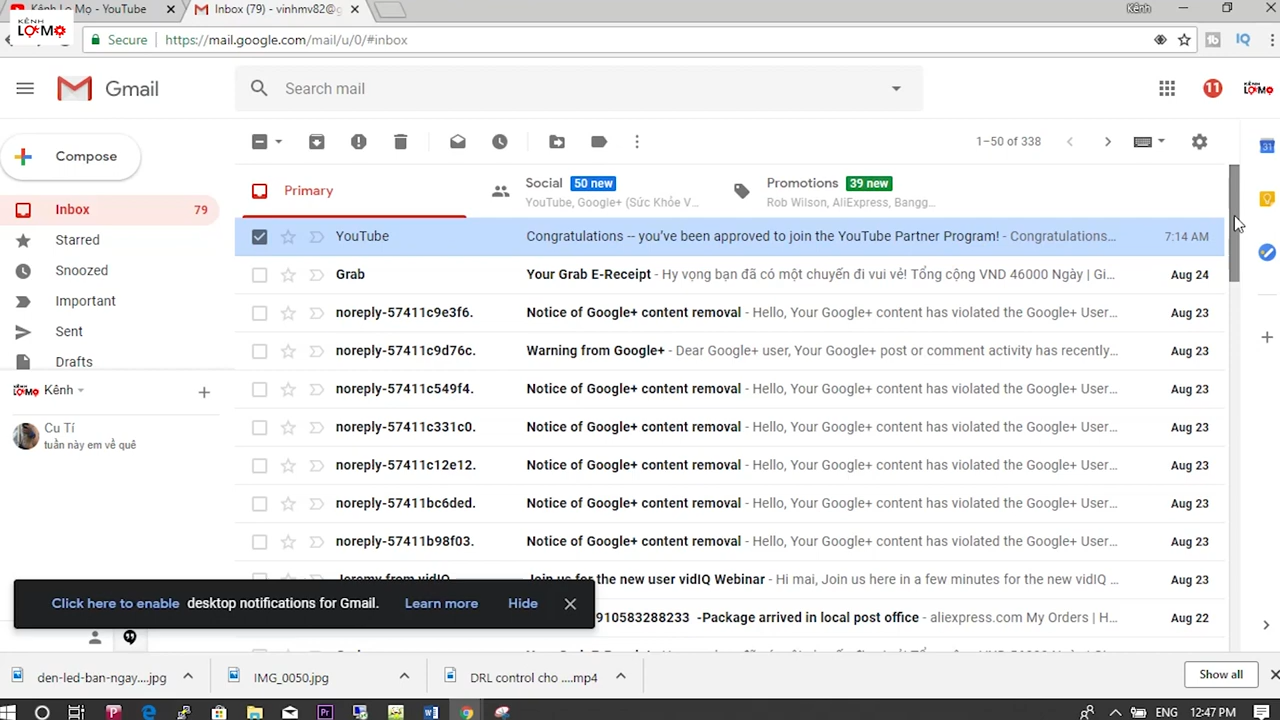 Kênh Lo Mọ - YouTube
Inbox (79) - vinhmv82@g
Kênh
KÊNH
LO MO
Secure
https://mail.google.com/mail/u/0/#inbox
Gmail
Search mail
11
KÊNH
LO MO
Compose
1–50 of 338
Primary
Social 50 new
YouTube, Google+ (Sức Khỏe V…
Promotions 39 new
Rob Wilson, AliExpress, Bangg…
Inbox 79
Starred
Snoozed
Important
Sent
Drafts
Kênh
Cu Tí
tuần này em về quê
YouTube Congratulations -- you’ve been approved to join the YouTube Partner Program! - Congratulations… 7:14 AM
Grab Your Grab E-Receipt - Hy vọng bạn đã có một chuyến đi vui vẻ! Tổng cộng VND 46000 Ngày | Gi… Aug 24
noreply-57411c9e3f6. Notice of Google+ content removal - Hello, Your Google+ content has violated the Google+ User… Aug 23
noreply-57411c9d76c. Warning from Google+ - Dear Google+ user, Your Google+ post or comment activity has recently… Aug 23
noreply-57411c549f4. Notice of Google+ content removal - Hello, Your Google+ content has violated the Google+ User… Aug 23
noreply-57411c331c0. Notice of Google+ content removal - Hello, Your Google+ content has violated the Google+ User… Aug 23
noreply-57411c12e12. Notice of Google+ content removal - Hello, Your Google+ content has violated the Google+ User… Aug 23
noreply-57411bc6ded. Notice of Google+ content removal - Hello, Your Google+ content has violated the Google+ User… Aug 23
noreply-57411b98f03. Notice of Google+ content removal - Hello, Your Google+ content has violated the Google+ User… Aug 23
Jeremy from vidIQ Join us for the new user vidIQ Webinar - Hi mai, Join us here in a few minutes for the new vidIQ … Aug 23
910583288233 -Package arrived in local post office - aliexpress.com My Orders | H… Aug 22
Click here to enable desktop notifications for Gmail. Learn more Hide
den-led-ban-ngay....jpg
IMG_0050.jpg
DRL control cho ....mp4
Show all
ENG
12:47 PM